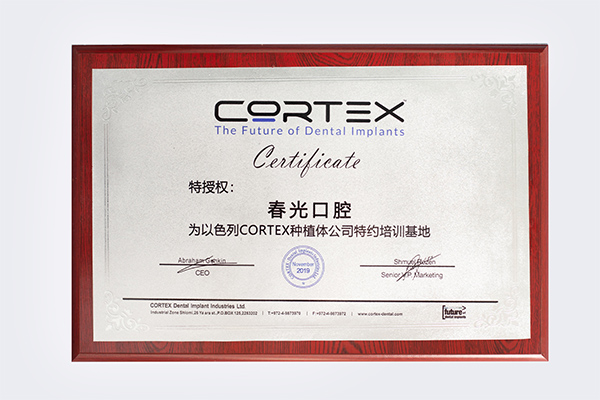 CORTEX
The Future of Dental Implants
Certificate
特授权：
春光口腔
为以色列CORTEX种植体公司特约培训基地
CEO
November
2019
Senior V.P. Marketing
CORTEX Dental Implant Industries Ltd.
www.cortex-dental.com
[future
dental implants